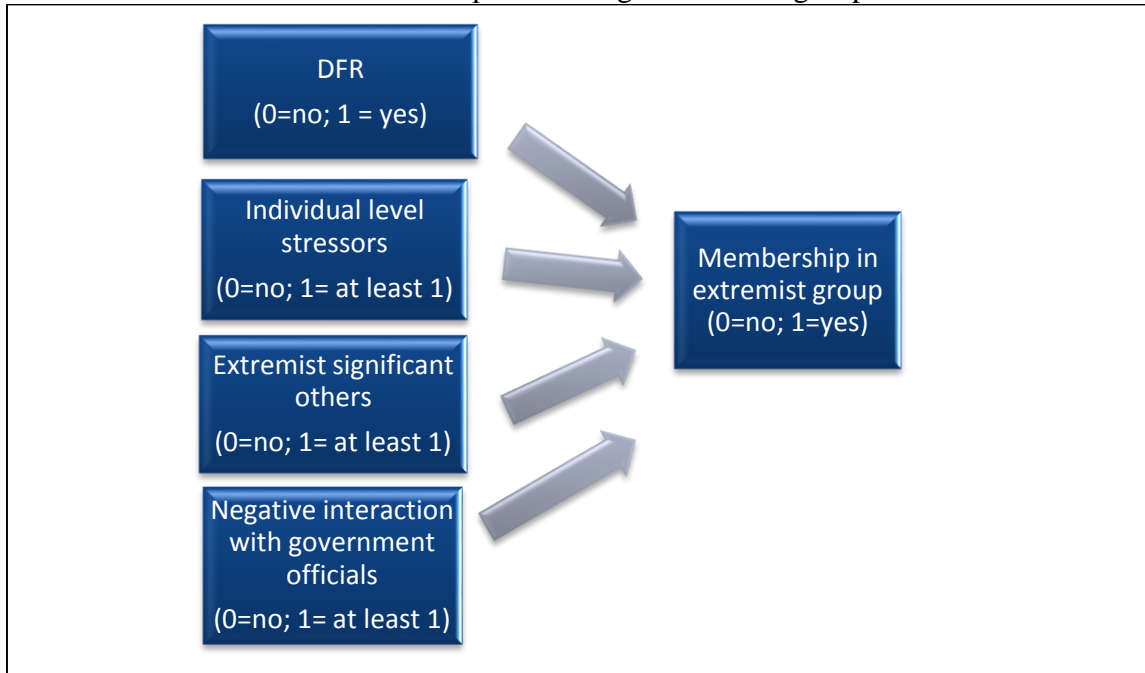 DFR
(0=no; 1 = yes)
Individual level
stressors
(0=no; 1= at least 1)
Extremist significant
others
(0=no; 1= at least 1)
Negative interaction
with government
officials
(0=no; 1= at least 1)
Membership in
extremist group
(0=no; 1=yes)